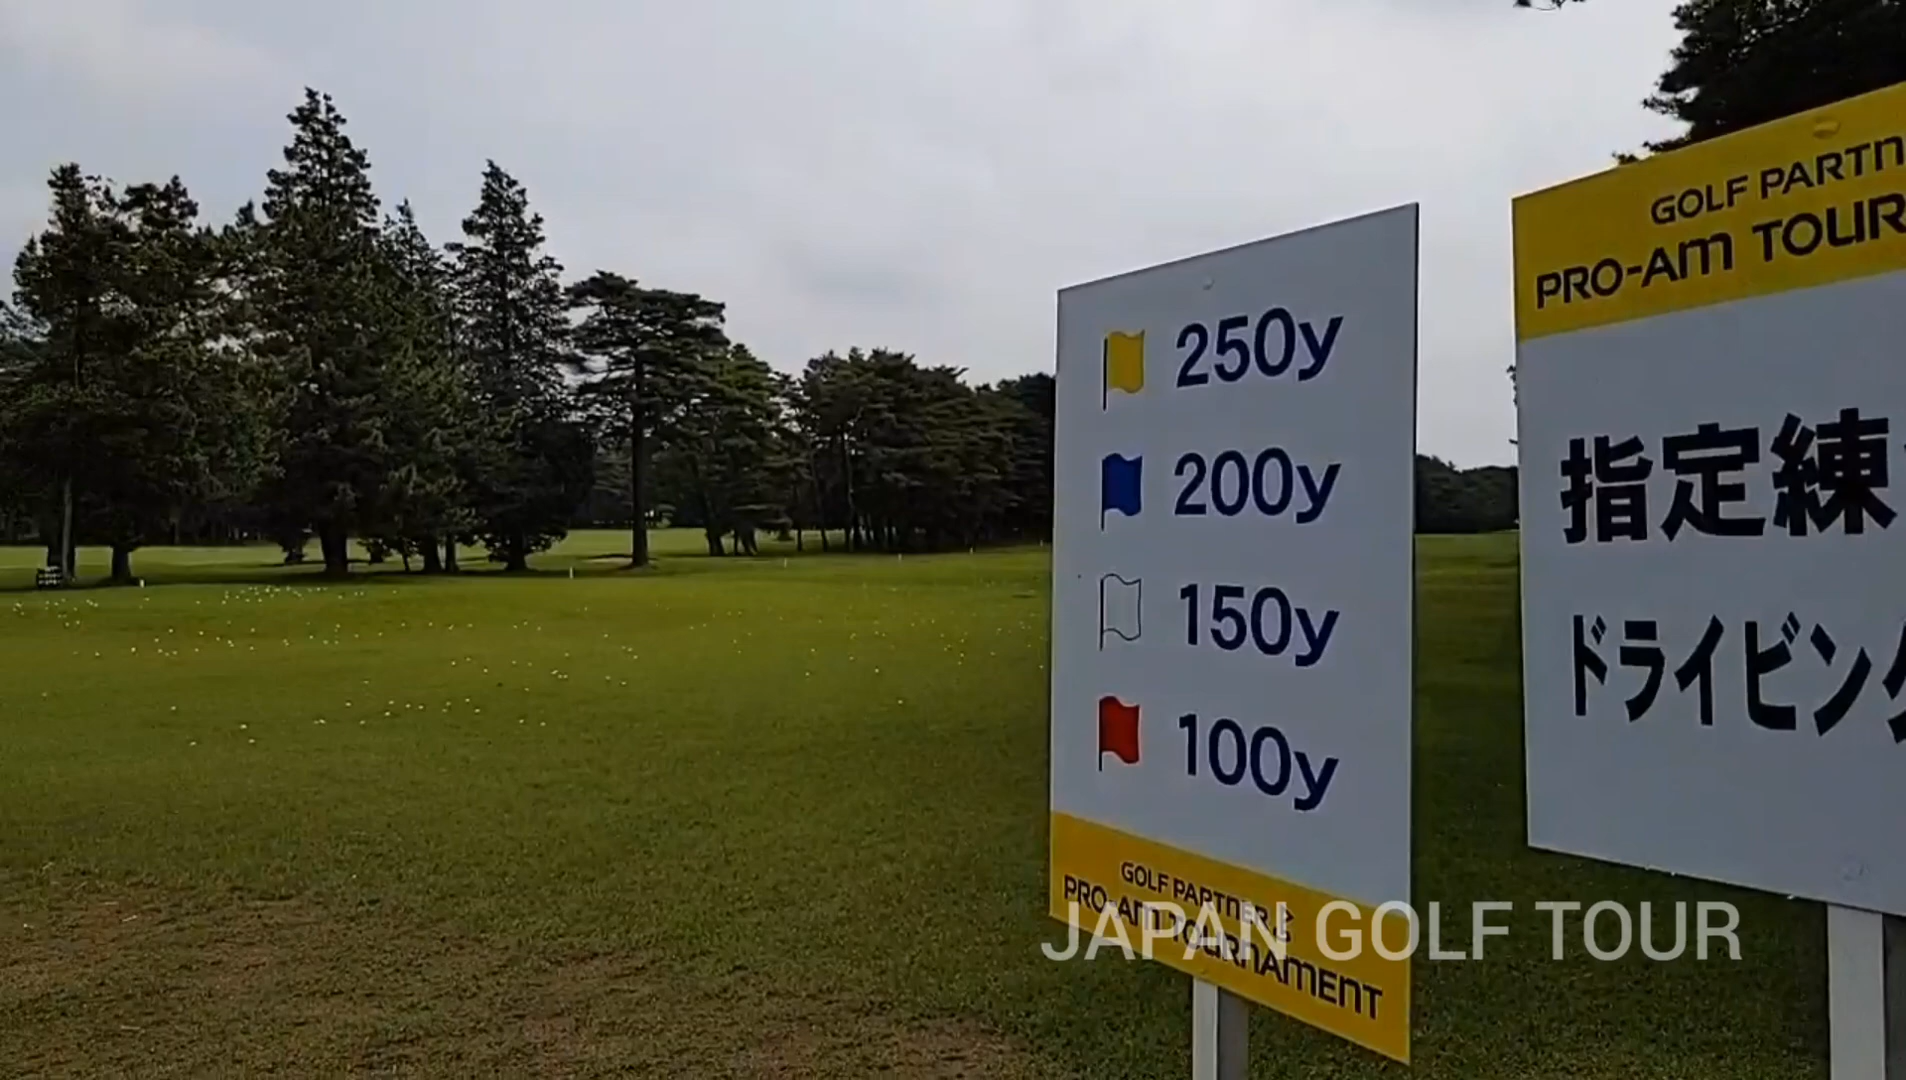 250y
200y
150y
100y
GOLF PARTNER
PRO-AM TOURNAMENT
GOLF PARTN
PRO-AM TOUR
指定練
ドライビン
JAPAN GOLF TOUR